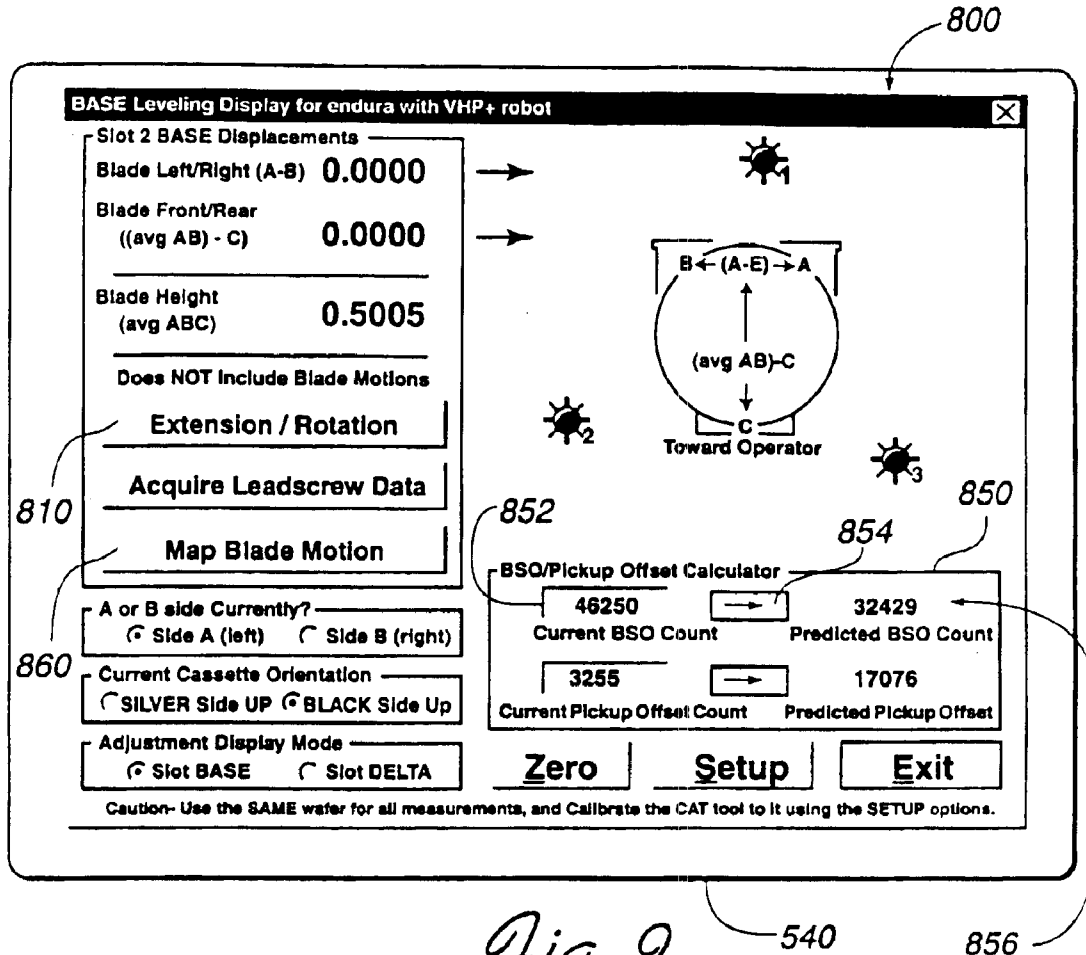 800
BASE Leveling Display for endura with VHP+ robot
Slot 2 BASE Displacements
Blade Left/Right (A-B) 0.0000
Blade Front/Rear
((avg AB) - C) 0.0000
Blade Height
(avg ABC) 0.5005
Does NOT Include Blade Motions
Extension / Rotation
Acquire Leadscrew Data
Map Blade Motion
810
860
A or B side Currently?
Side A (left) Side B (right)
Current Cassette Orientation
SILVER Side UP BLACK Side Up
Adjustment Display Mode
Slot BASE Slot DELTA
1
B (A-E) A
(avg AB)-C
C
Toward Operator
2
3
852
854
850
BSO/Pickup Offset Calculator
46250 32429
Current BSO Count Predicted BSO Count
3255 17076
Current Pickup Offset Count Predicted Pickup Offset
Zero Setup Exit
Caution- Use the SAME wafer for all measurements, and Calibrate the CAT tool to it using the SETUP options.
Fig. 9
540
856